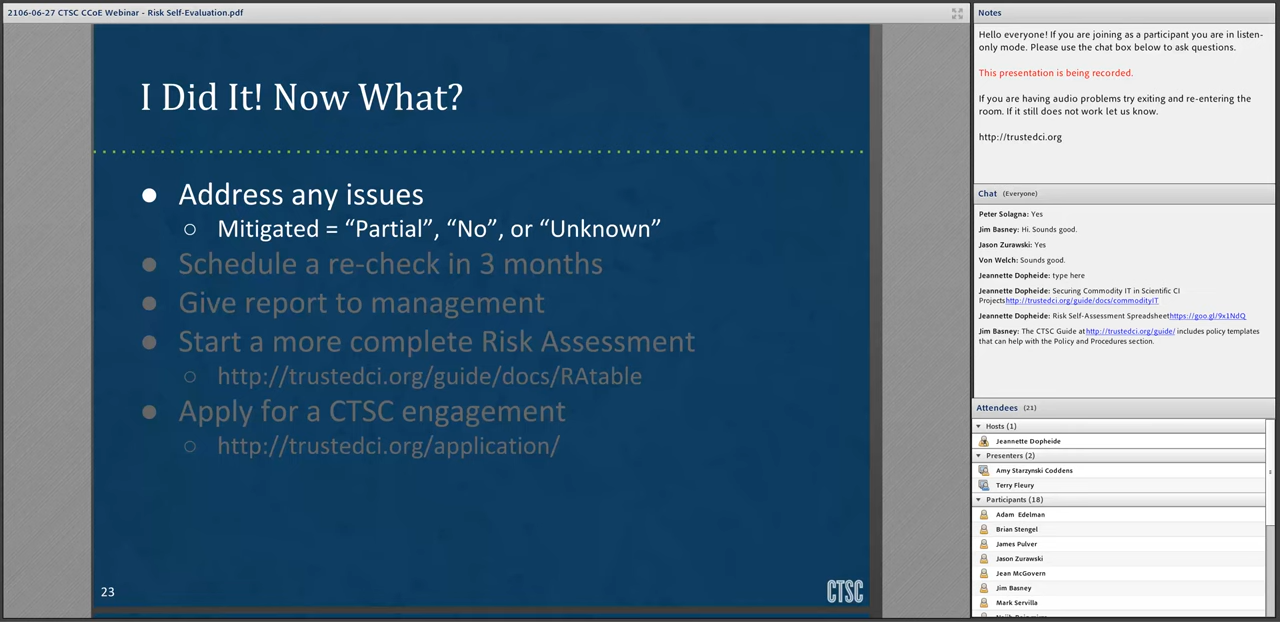 2106-06-27 CTSC CCoE Webinar - Risk Self-Evaluation.pdf
I Did It! Now What?
● Address any issues
○ Mitigated = “Partial”, “No”, or “Unknown”
● Schedule a re-check in 3 months
● Give report to management
● Start a more complete Risk Assessment
○ http://trustedci.org/guide/docs/RAtable
● Apply for a CTSC engagement
○ http://trustedci.org/application/
23
CTSC
Notes
Hello everyone! If you are joining as a participant you are in listen-
only mode. Please use the chat box below to ask questions.
This presentation is being recorded.
If you are having audio problems try exiting and re-entering the
room. If it still does not work let us know.
http://trustedci.org
Chat (Everyone)
Peter Solagna: Yes
Jim Basney: Hi. Sounds good.
Jason Zurawski: Yes
Von Welch: Sounds good.
Jeannette Dopheide: type here
Jeannette Dopheide: Securing Commodity IT in Scientific CI
Projectshttp://trustedci.org/guide/docs/commodityIT
Jeannette Dopheide: Risk Self-Assessment Spreadsheethttps://goo.gl/9x1NdQ
Jim Basney: The CTSC Guide athttp://trustedci.org/guide/ includes policy templates
that can help with the Policy and Procedures section.
Attendees (21)
Hosts (1)
Jeannette Dopheide
Presenters (2)
Amy Starzynski Coddens
Terry Fleury
Participants (18)
Adam Edelman
Brian Stengel
James Pulver
Jason Zurawski
Jean McGovern
Jim Basney
Mark Servilla